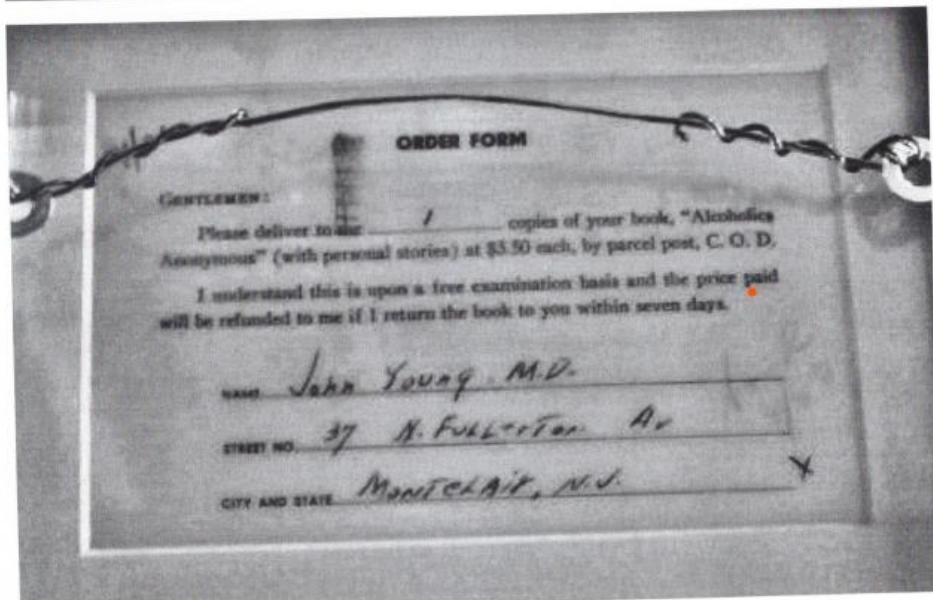 ORDER FORM
GENTLEMEN:
Please deliver to me 1 copies of your book, "Alcoholics
Anonymous" (with personal stories) at $3.50 each, by parcel post, C. O. D.
I understand this is upon a free examination basis and the price paid
will be refunded to me if I return the book to you within seven days.
NAME John Young M.D.
STREET NO. 37 N. Fullerton Av
CITY AND STATE Montclair, N.J.
X